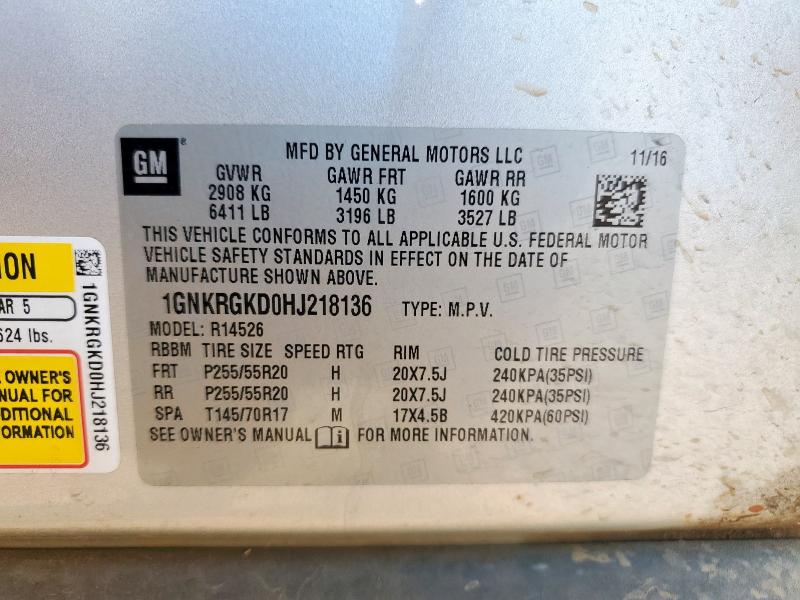 GM
MFD BY GENERAL MOTORS LLC 11/16
GVWR GAWR FRT GAWR RR
2908 KG 1450 KG 1600 KG
6411 LB 3196 LB 3527 LB
THIS VEHICLE CONFORMS TO ALL APPLICABLE U.S. FEDERAL MOTOR
VEHICLE SAFETY STANDARDS IN EFFECT ON THE DATE OF
MANUFACTURE SHOWN ABOVE.
1GNKRGKD0HJ218136 TYPE: M.P.V.
MODEL: R14526
RBBM TIRE SIZE SPEED RTG RIM COLD TIRE PRESSURE
FRT P255/55R20 H 20X7.5J 240KPA(35PSI)
RR P255/55R20 H 20X7.5J 240KPA(35PSI)
SPA T145/70R17 M 17X4.5B 420KPA(60PSI)
SEE OWNER'S MANUAL FOR MORE INFORMATION.
ION
AR 5
624 lbs.
OWNER'S
NUAL FOR
DITIONAL
ORMATION
1GNKRGKD0HJ218136